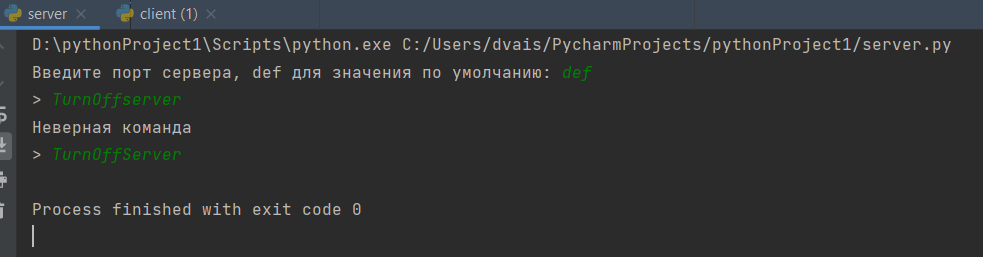 server
client (1)
D:\pythonProject1\Scripts\python.exe C:/Users/dvais/PycharmProjects/pythonProject1/server.py
Введите порт сервера, def для значения по умолчанию: def
> TurnOffserver
Неверная команда
> TurnOffServer
Process finished with exit code 0